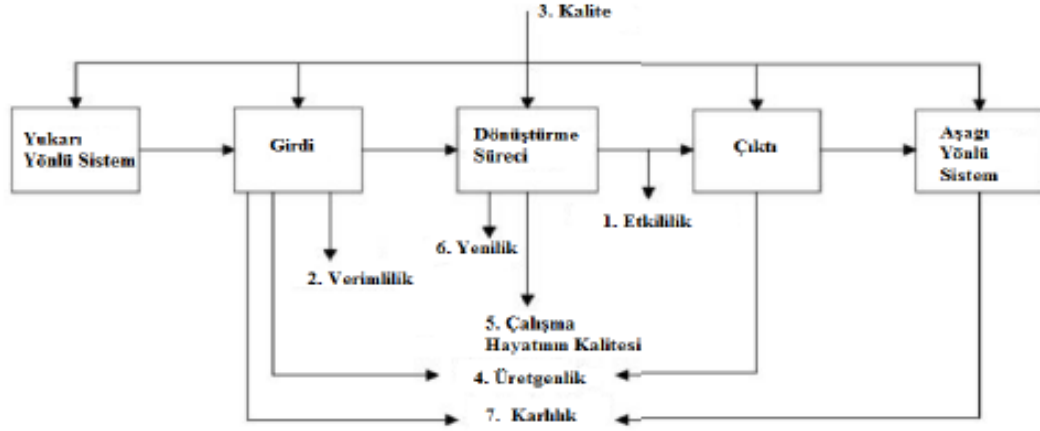 3. Kalite
Yukarı
Yönlü Sistem
Girdi
Dönüştürme
Süreci
Çıktı
Aşağı
Yönlü
Sistem
1. Etkililik
6. Yenilik
2. Verimlilik
5. Çalışma
Hayatının Kalitesi
4. Üretgenlik
7. Karlılık